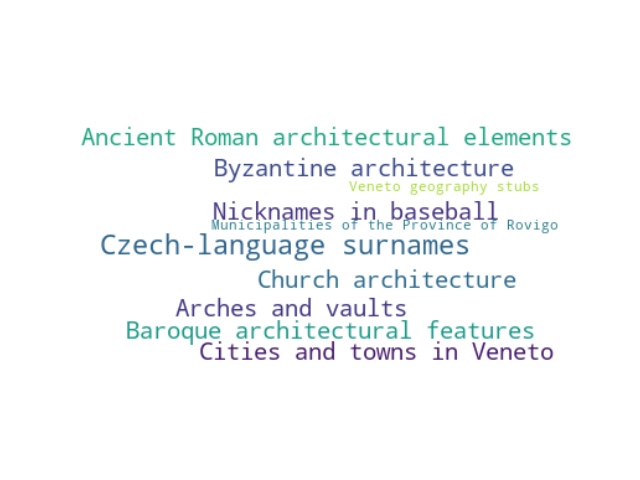 Ancient Roman architectural elements
Byzantine architecture
Veneto geography stubs
Nicknames in baseball
Municipalities of the Province of Rovigo
Czech-language surnames
Church architecture
Arches and vaults
Baroque architectural features
Cities and towns in Veneto